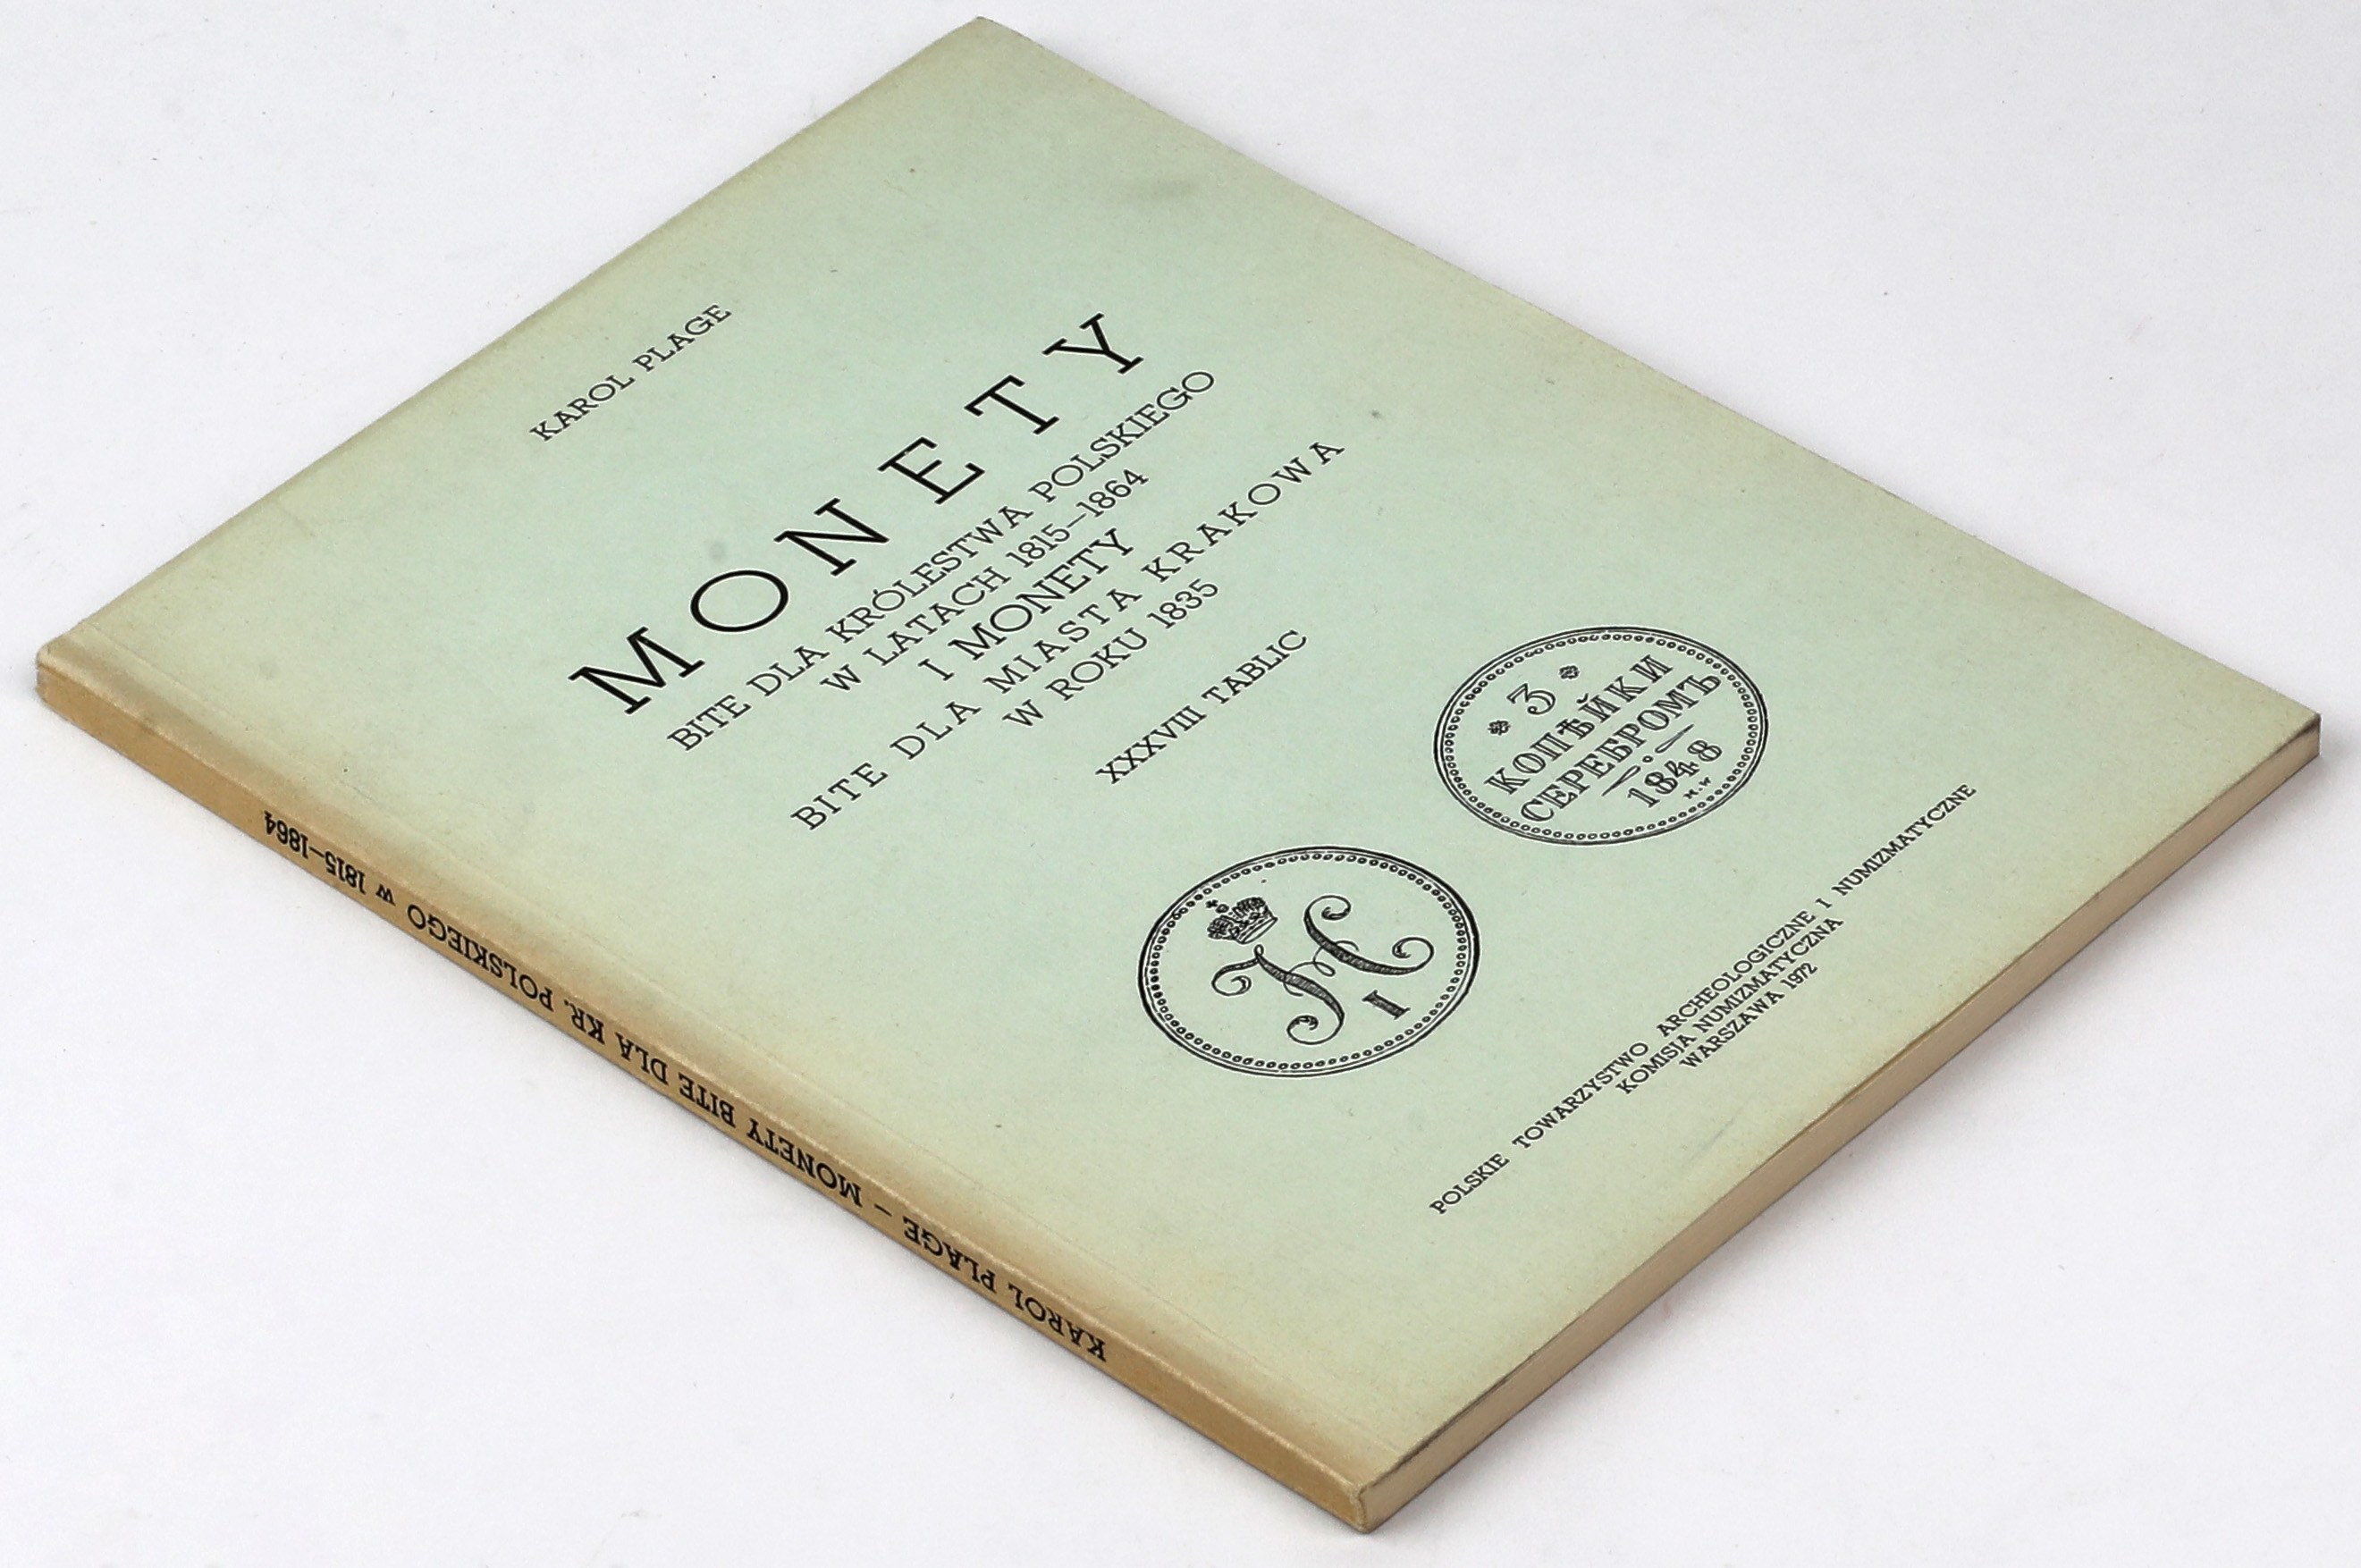 KAROL PLAGE
MONETY
BITE DLA KRÓLESTWA POLSKIEGO
W LATACH 1815–1864
I MONETY
BITE DLA MIASTA KRAKOWA
W ROKU 1835
XXXVIII TABLIC
I
3
КОПѢЙКИ
СЕРЕБРОМЪ
1848
M.W
POLSKIE TOWARZYSTWO ARCHEOLOGICZNE I NUMIZMATYCZNE
KOMISJA NUMIZMATYCZNA
WARSZAWA 1972
KAROL PLAGE – MONETY BITE DLA KR. POLSKIEGO w 1815–1864